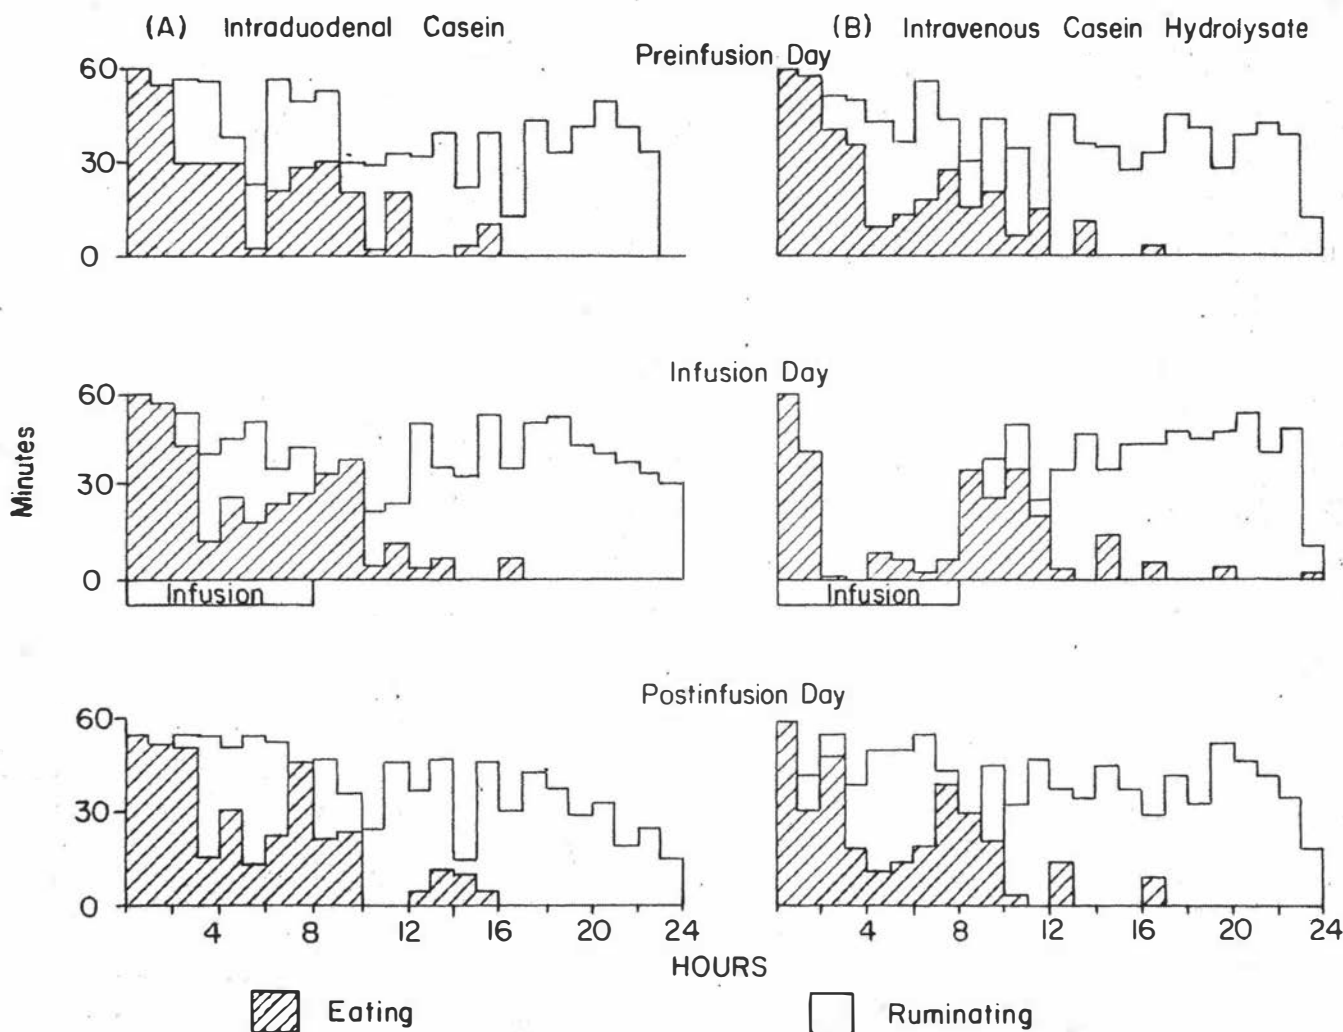 (A) Intraduodenal Casein
(B) Intravenous Casein Hydrolysate
Preinfusion Day
60
30
0
Infusion Day
60
30
0
Minutes
Infusion
Infusion
Postinfusion Day
60
30
0
4 8 12 16 20 24
4 8 12 16 20 24
HOURS
Eating
Ruminating